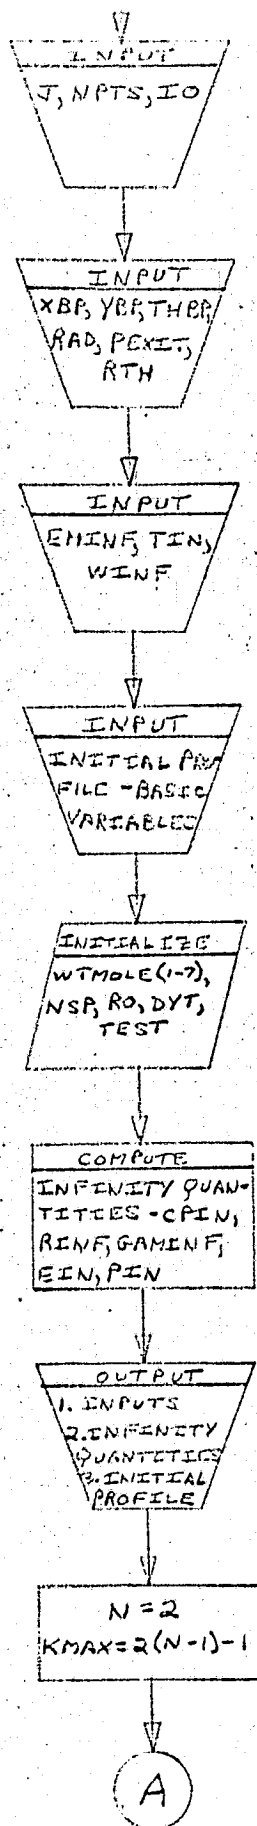 INPUT
J, NPTS, IO
INPUT
XBP, YBP, THBP,
RAD, PEXIT,
RTH
INPUT
EMINF, TIN,
WINF
INPUT
INITIAL PRO
FILE - BASIC
VARIABLES
INITIALIZE
WTMOLE(1-7),
NSP, RO, DYT,
TEST
COMPUTE
INFINITY QUAN-
TITIES - CPIN,
RINF, GAMINF,
EIN, PIN
OUTPUT
1. INPUTS
2. INFINITY
QUANTITIES
3. INITIAL
PROFILE
N = 2
KMAX = 2(N-1)-1
A